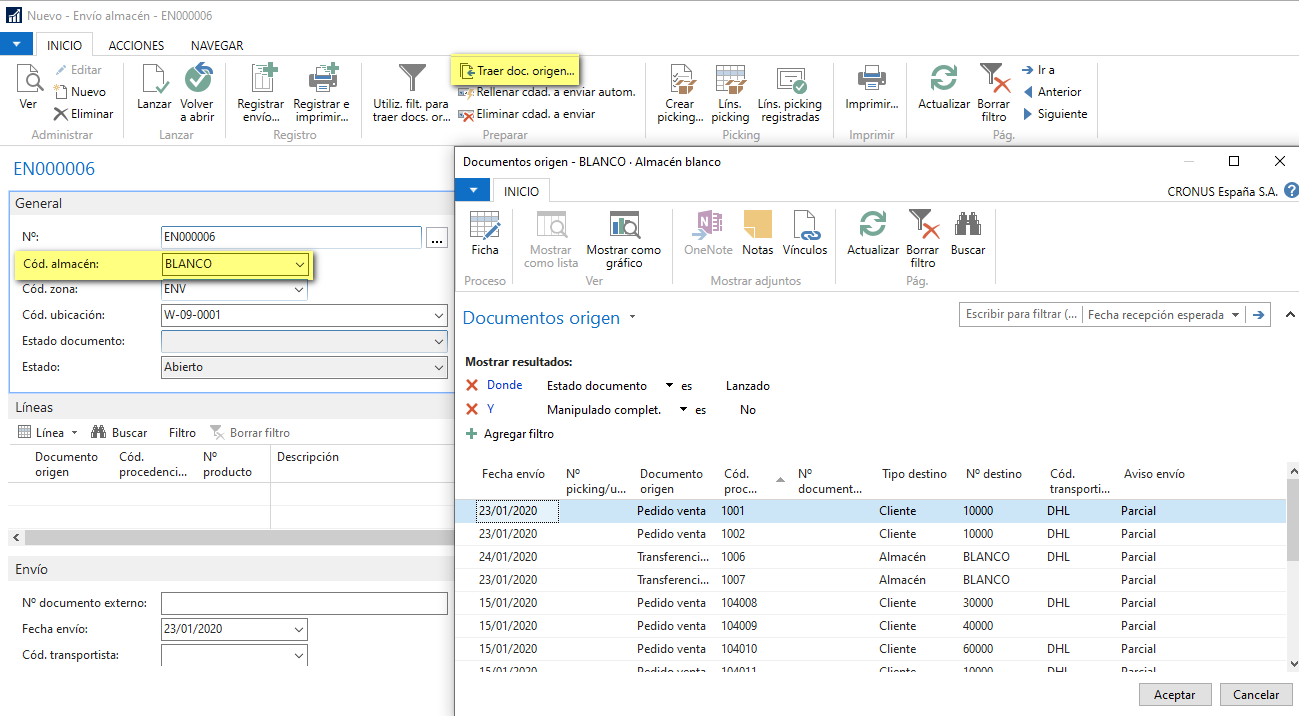 Nuevo - Envío almacén - EN000006
INICIO ACCIONES NAVEGAR
Ver
Editar
Nuevo
Eliminar
Administrar
Lanzar
Volver a abrir
Lanzar
Registrar envío...
Registrar e imprimir...
Registro
Utiliz. filt. para traer docs. or...
Traer doc. origen...
Rellenar cdad. a enviar autom.
Eliminar cdad. a enviar
Preparar
Crear picking...
Líns. picking
Líns. picking registradas
Picking
Imprimir...
Imprimir
Actualizar
Borrar filtro
Ir a
Anterior
Siguiente
Pág.
EN000006
General
Nº: EN000006 ...
Cód. almacén: BLANCO
Cód. zona: ENV
Cód. ubicación: W-09-0001
Estado documento:
Estado: Abierto
Líneas
Línea Buscar Filtro Borrar filtro
Documento origen Cód. procedenci... Nº producto Descripción
Envío
Nº documento externo:
Fecha envío: 23/01/2020
Cód. transportista:
Documentos origen - BLANCO · Almacén blanco
INICIO
CRONUS España S.A. ?
Ficha
Proceso
Mostrar como lista
Mostrar como gráfico
Ver
OneNote
Notas
Vínculos
Mostrar adjuntos
Actualizar
Borrar filtro
Buscar
Pág.
Documentos origen
Escribir para filtrar (... Fecha recepción esperada
Mostrar resultados:
Donde Estado documento es Lanzado
Y Manipulado complet. es No
Agregar filtro
Fecha envío Nº picking/u... Documento origen Cód. proc... Nº document... Tipo destino Nº destino Cód. transporti... Aviso envío
23/01/2020 Pedido venta 1001 Cliente 10000 DHL Parcial
23/01/2020 Pedido venta 1002 Cliente 10000 DHL Parcial
24/01/2020 Transferenci... 1006 Almacén BLANCO DHL Parcial
23/01/2020 Transferenci... 1007 Almacén BLANCO Parcial
15/01/2020 Pedido venta 104008 Cliente 30000 DHL Parcial
15/01/2020 Pedido venta 104009 Cliente 40000 Parcial
15/01/2020 Pedido venta 104010 Cliente 60000 DHL Parcial
15/01/2020 Pedido venta 104011 Cliente 10000 DHL Parcial
Aceptar Cancelar